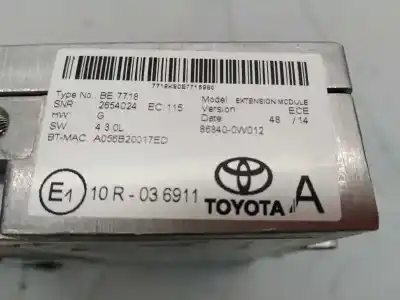 Type No.: BE 7718
SNR 2654024 EC: 115
HW: G
SW 4.3.0L
BT-MAC A056B20017ED
Model: EXTENSION MODULE
Version: ECE
Date: 48 / 14
86840-0W012
E1 10 R - 03 6911
TOYOTA A